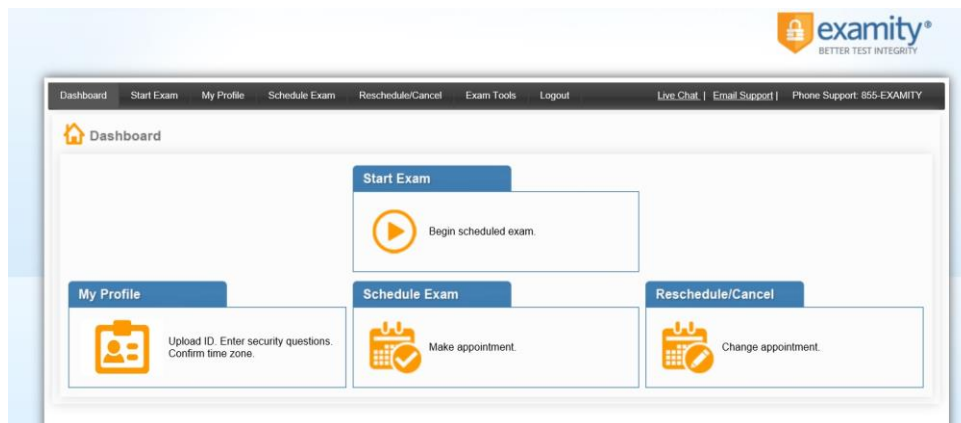 examity®
BETTER TEST INTEGRITY
Dashboard Start Exam My Profile Schedule Exam Reschedule/Cancel Exam Tools Logout Live Chat | Email Support | Phone Support: 855-EXAMITY
Dashboard
Start Exam
Begin scheduled exam.
My Profile
Upload ID. Enter security questions.
Confirm time zone.
Schedule Exam
Make appointment.
Reschedule/Cancel
Change appointment.